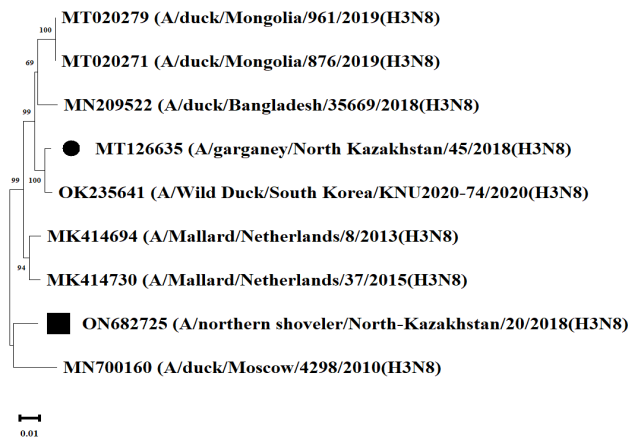 MT020279 (A/duck/Mongolia/961/2019(H3N8)
100
MT020271 (A/duck/Mongolia/876/2019(H3N8)
69
MN209522 (A/duck/Bangladesh/35669/2018(H3N8)
99
MT126635 (A/garganey/North Kazakhstan/45/2018(H3N8)
100
OK235641 (A/Wild Duck/South Korea/KNU2020-74/2020(H3N8)
99
MK414694 (A/Mallard/Netherlands/8/2013(H3N8)
94
MK414730 (A/Mallard/Netherlands/37/2015(H3N8)
ON682725 (A/northern shoveler/North-Kazakhstan/20/2018(H3N8)
MN700160 (A/duck/Moscow/4298/2010(H3N8)
0.01